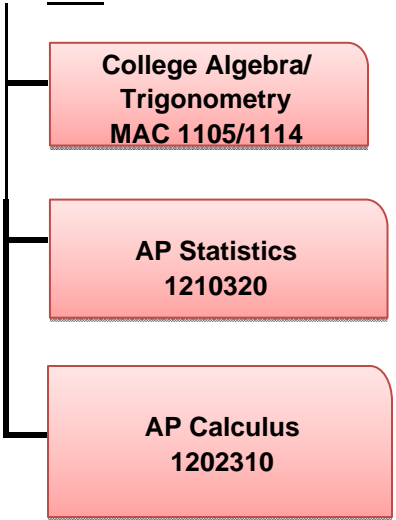 College Algebra/
Trigonometry
MAC 1105/1114
AP Statistics
1210320
AP Calculus
1202310